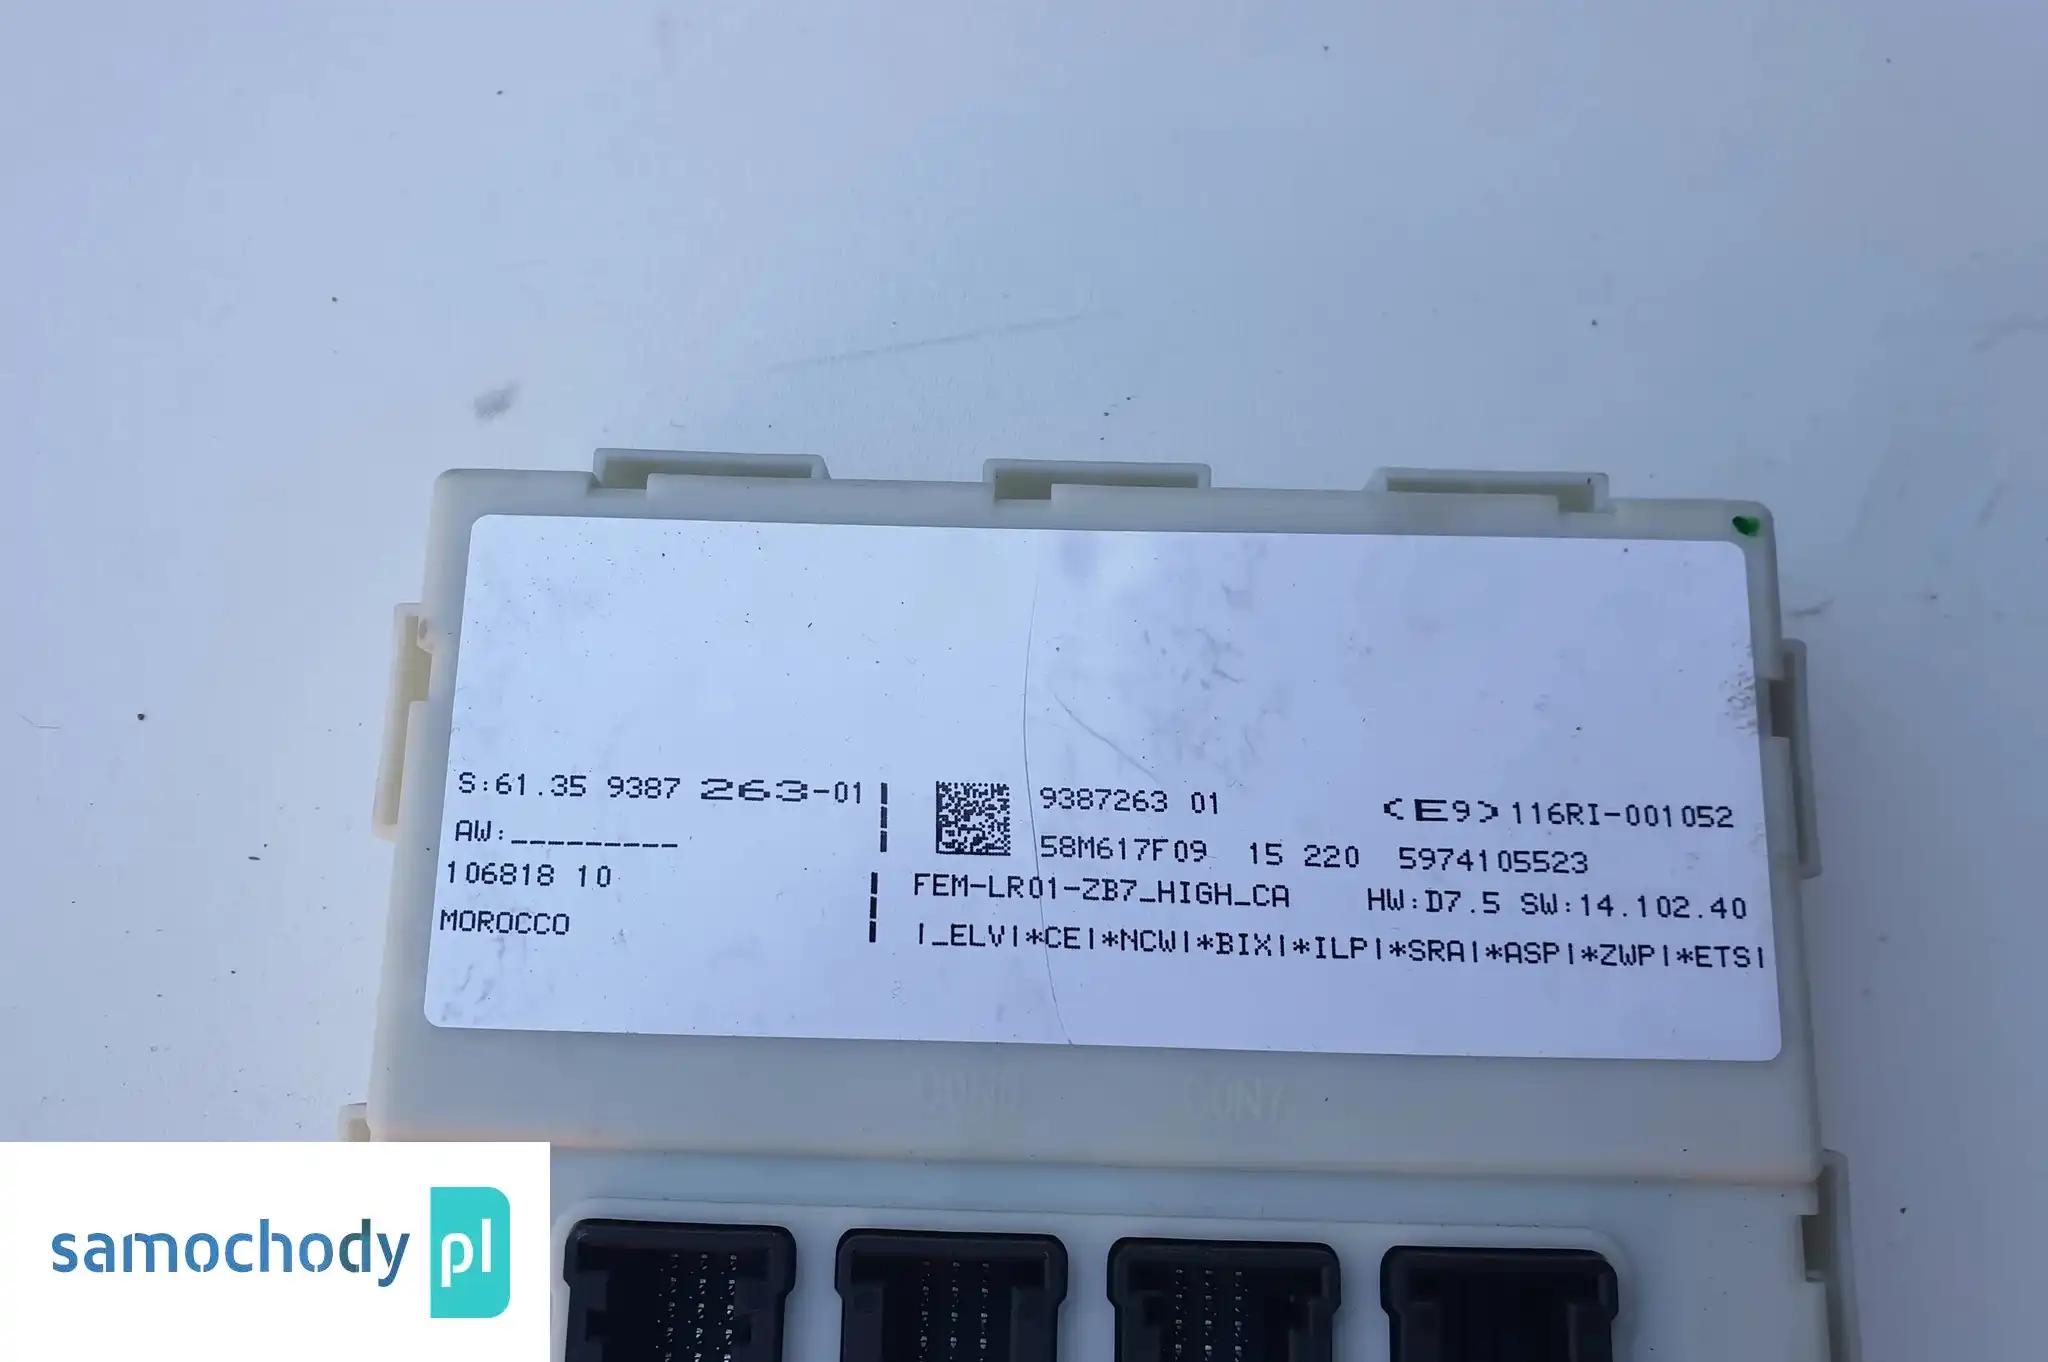 S:61.35 9387 263-01
AW:_________
106818 10
MOROCCO
9387263 01 <E9>116RI-001052
58M617F09 15 220 5974105523
FEM-LR01-ZB7_HIGH_CA HW:D7.5 SW:14.102.40
|_ELV|*CE|*NCW|*BIX|*ILP|*SRA|*ASP|*ZWP|*ETS|
CON7
samochody pl